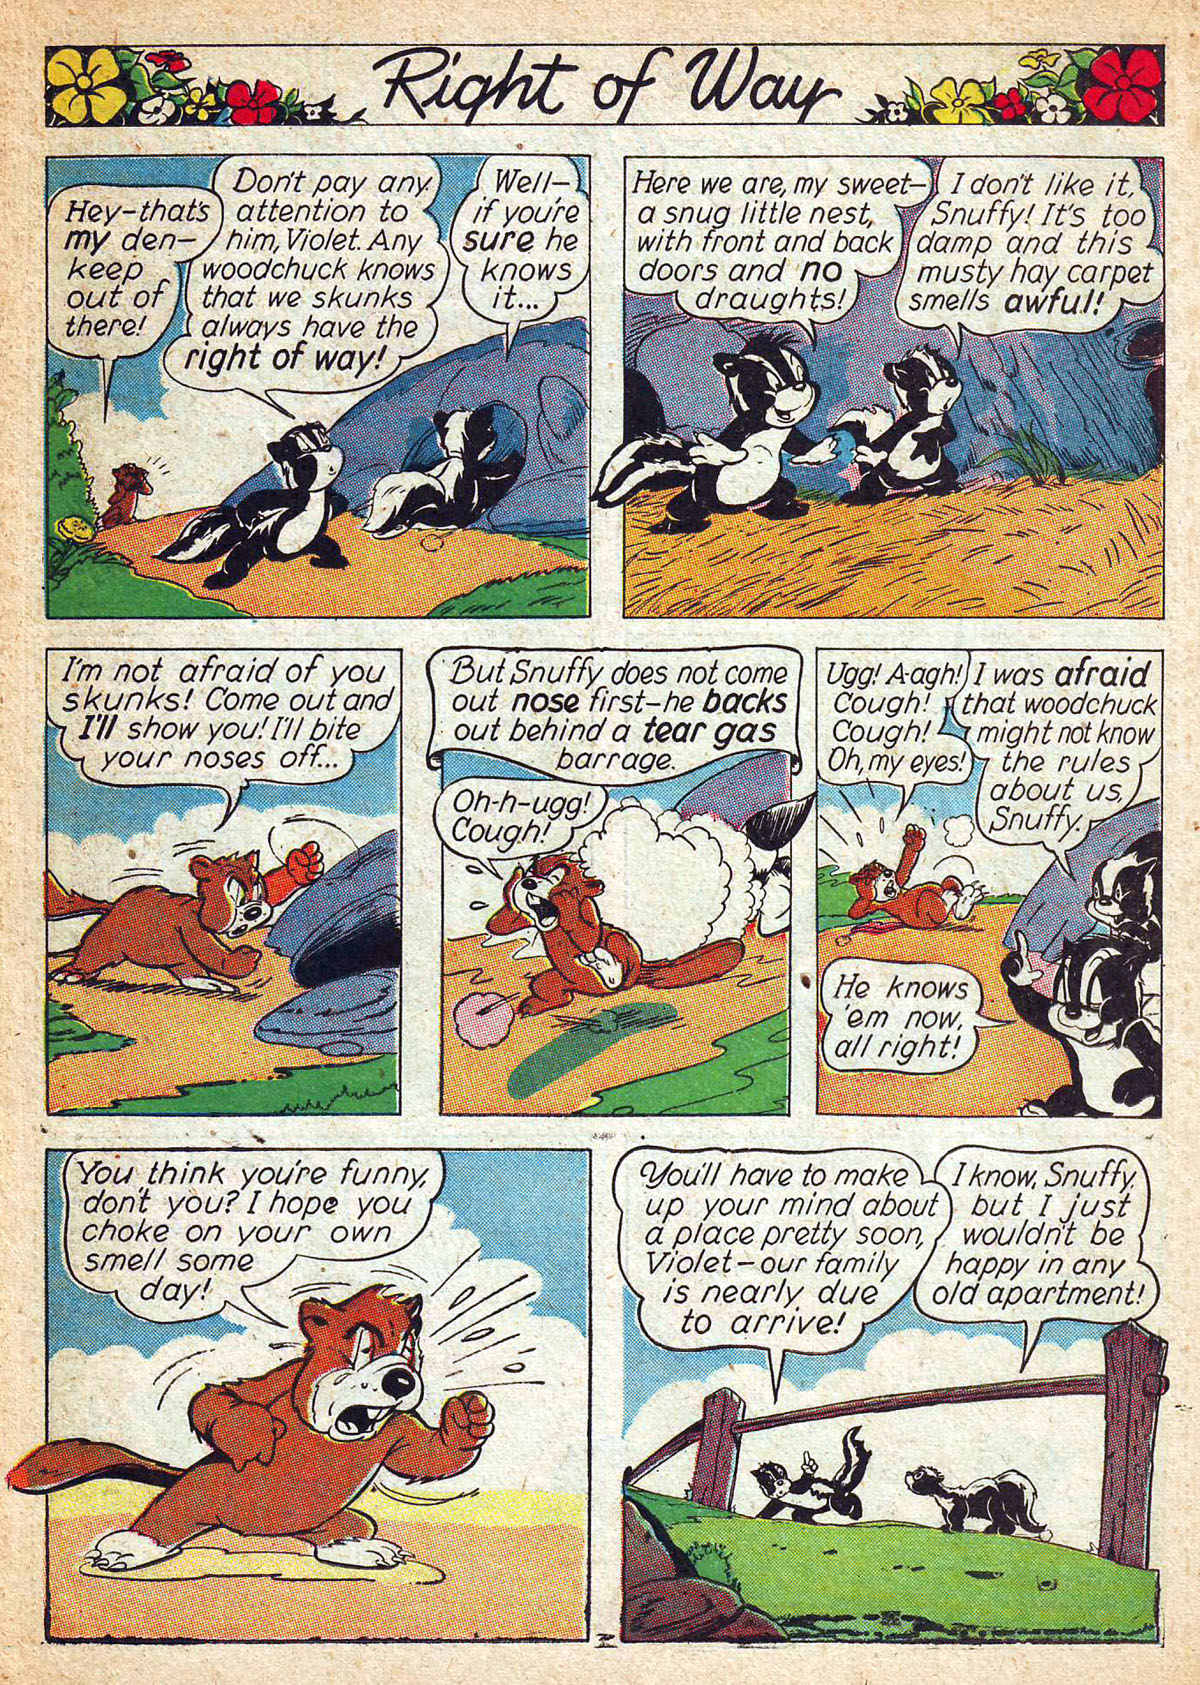 Right of Way
Hey-that's
my den-
keep
out of
there!
Don't pay any
attention to
him, Violet. Any
woodchuck knows
that we skunks
always have the
right of way!
Well-
if you're
sure he
knows
it...
Here we are, my sweet-
a snug little nest,
with front and back
doors and no
draughts!
I don't like it,
Snuffy! It's too
damp and this
musty hay carpet
smells awful!
I'm not afraid of you
skunks! Come out and
I'll show you! I'll bite
your noses off...
But Snuffy does not come
out nose first-he backs
out behind a tear gas
barrage.
Oh-h-ugg!
Cough!
Ugg! A-agh!
Cough!
Cough!
Oh, my eyes!
I was afraid
that woodchuck
might not know
the rules
about us,
Snuffy.
He knows
'em now,
all right!
You think you're funny,
don't you? I hope you
choke on your own
smell some
day!
You'll have to make
up your mind about
a place pretty soon,
Violet-our family
is nearly due
to arrive!
I know, Snuffy,
but I just
wouldn't be
happy in any
old apartment!